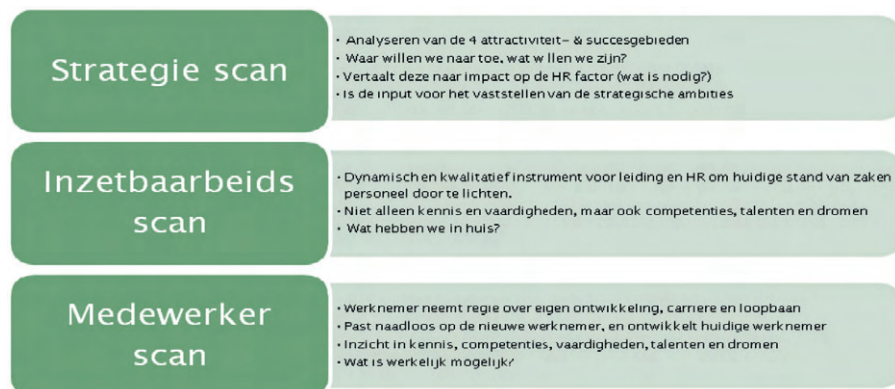 Strategie scan
· Analyseren van de 4 attractiviteit- & succesgebieden
· Waar willen we naar toe, wat w llen we zijn?
· Vertaalt deze naar impact op de HR factor (wat is nodig?)
· Is de input voor het vaststellen van de strategische ambities
Inzetbaarbeids
scan
· Dynamisch en kwalitatief instrument voor leiding en HR om huidige stand van zaken
personeel door te lichten.
· Niet alleen kennis en vaardigheden, maar ook competenties, talenten en dromen
· Wat hebben we in huis?
Medewerker
scan
· Werknemer neemt regie over eigen ontwikkeling, carriere en loopbaan
· Past naadloos op de nieuwe werknemer, en ontwikkelt huidige werknemer
· Inzicht in kennis, competenties, vaardigheden, talenten en dromen
· Wat is werkelijk mogelijk?